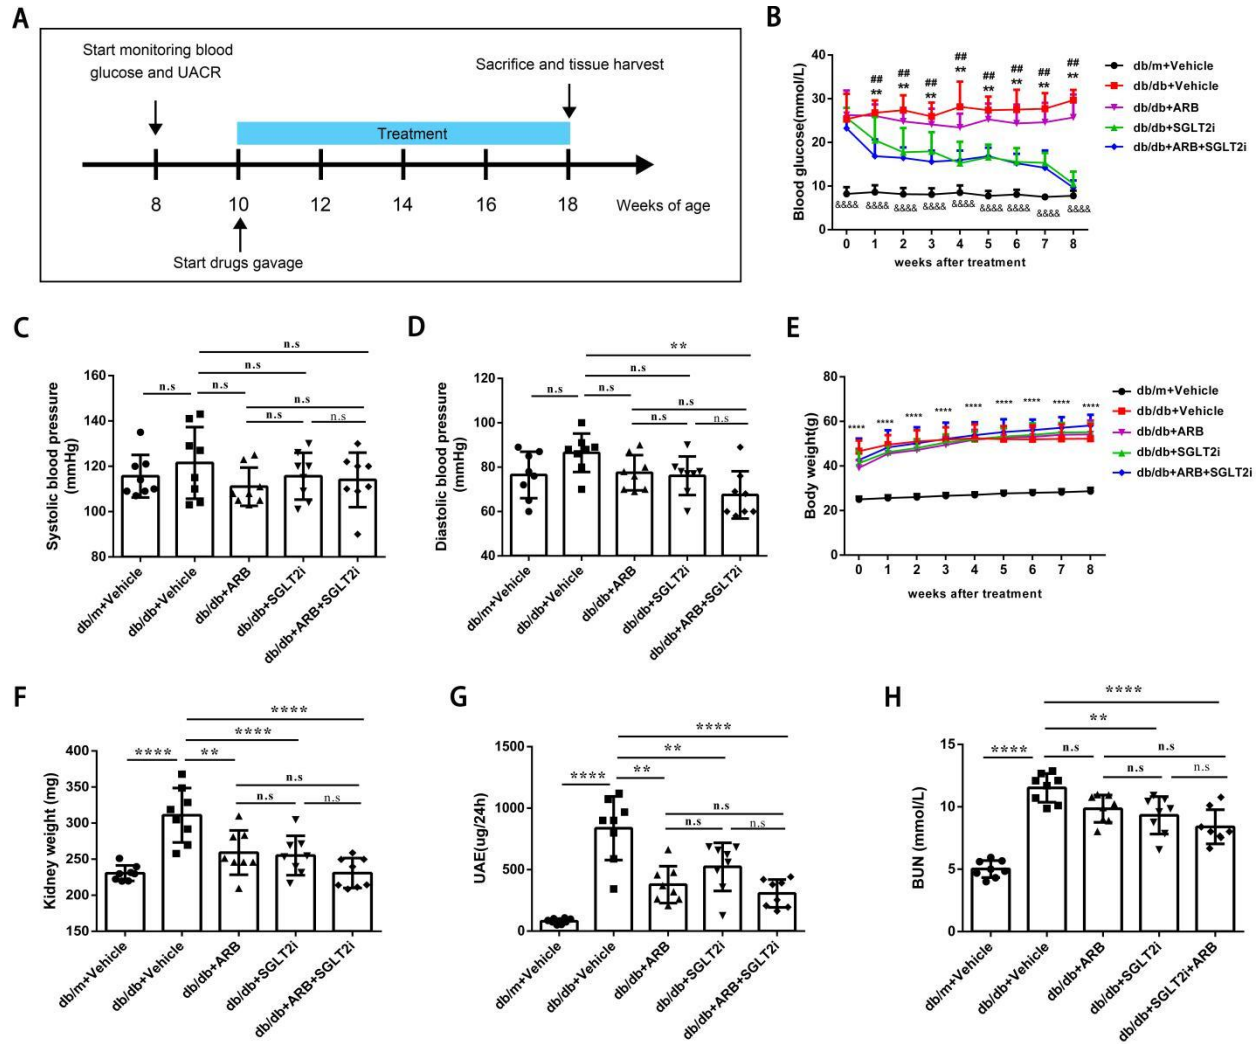 A
Start monitoring blood
glucose and UACR
Sacrifice and tissue harvest
Treatment
8 10 12 14 16 18 Weeks of age
Start drugs gavage
B
Blood glucose(mmol/L)
40
30
20
10
0
## ## ## ## ## ## ## ##
** ** ** ** ** ** ** **
&&&& &&&& &&&& &&&& &&&& &&&& &&&& &&&& &&&&
0 1 2 3 4 5 6 7 8
weeks after treatment
db/m+Vehicle
db/db+Vehicle
db/db+ARB
db/db+SGLT2i
db/db+ARB+SGLT2i
C
Systolic blood pressure
(mmHg)
160
140
120
100
80
n.s
n.s
n.s n.s
n.s
n.s n.s
db/m+Vehicle
db/db+Vehicle
db/db+ARB
db/db+SGLT2i
db/db+ARB+SGLT2i
D
Diastolic blood pressure
(mmHg)
120
100
80
60
40
**
n.s
n.s n.s
n.s
n.s n.s
db/m+Vehicle
db/db+Vehicle
db/db+ARB
db/db+SGLT2i
db/db+ARB+SGLT2i
E
Body weight(g)
80
60
40
20
0
**** **** **** **** **** **** **** **** ****
0 1 2 3 4 5 6 7 8
weeks after treatment
db/m+Vehicle
db/db+Vehicle
db/db+ARB
db/db+SGLT2i
db/db+ARB+SGLT2i
F
Kidney weight (mg)
400
350
300
250
200
150
****
****
**** **
n.s
n.s n.s
db/m+Vehicle
db/db+Vehicle
db/db+ARB
db/db+SGLT2i
db/db+ARB+SGLT2i
G
UAE(ug/24h)
1500
1000
500
0
****
**
**** **
n.s
n.s n.s
db/m+Vehicle
db/db+Vehicle
db/db+ARB
db/db+SGLT2i
db/db+ARB+SGLT2i
H
BUN (mmol/L)
15
10
5
0
****
**
**** n.s n.s
n.s n.s
db/m+Vehicle
db/db+Vehicle
db/db+ARB
db/db+SGLT2i
db/db+SGLT2i+ARB